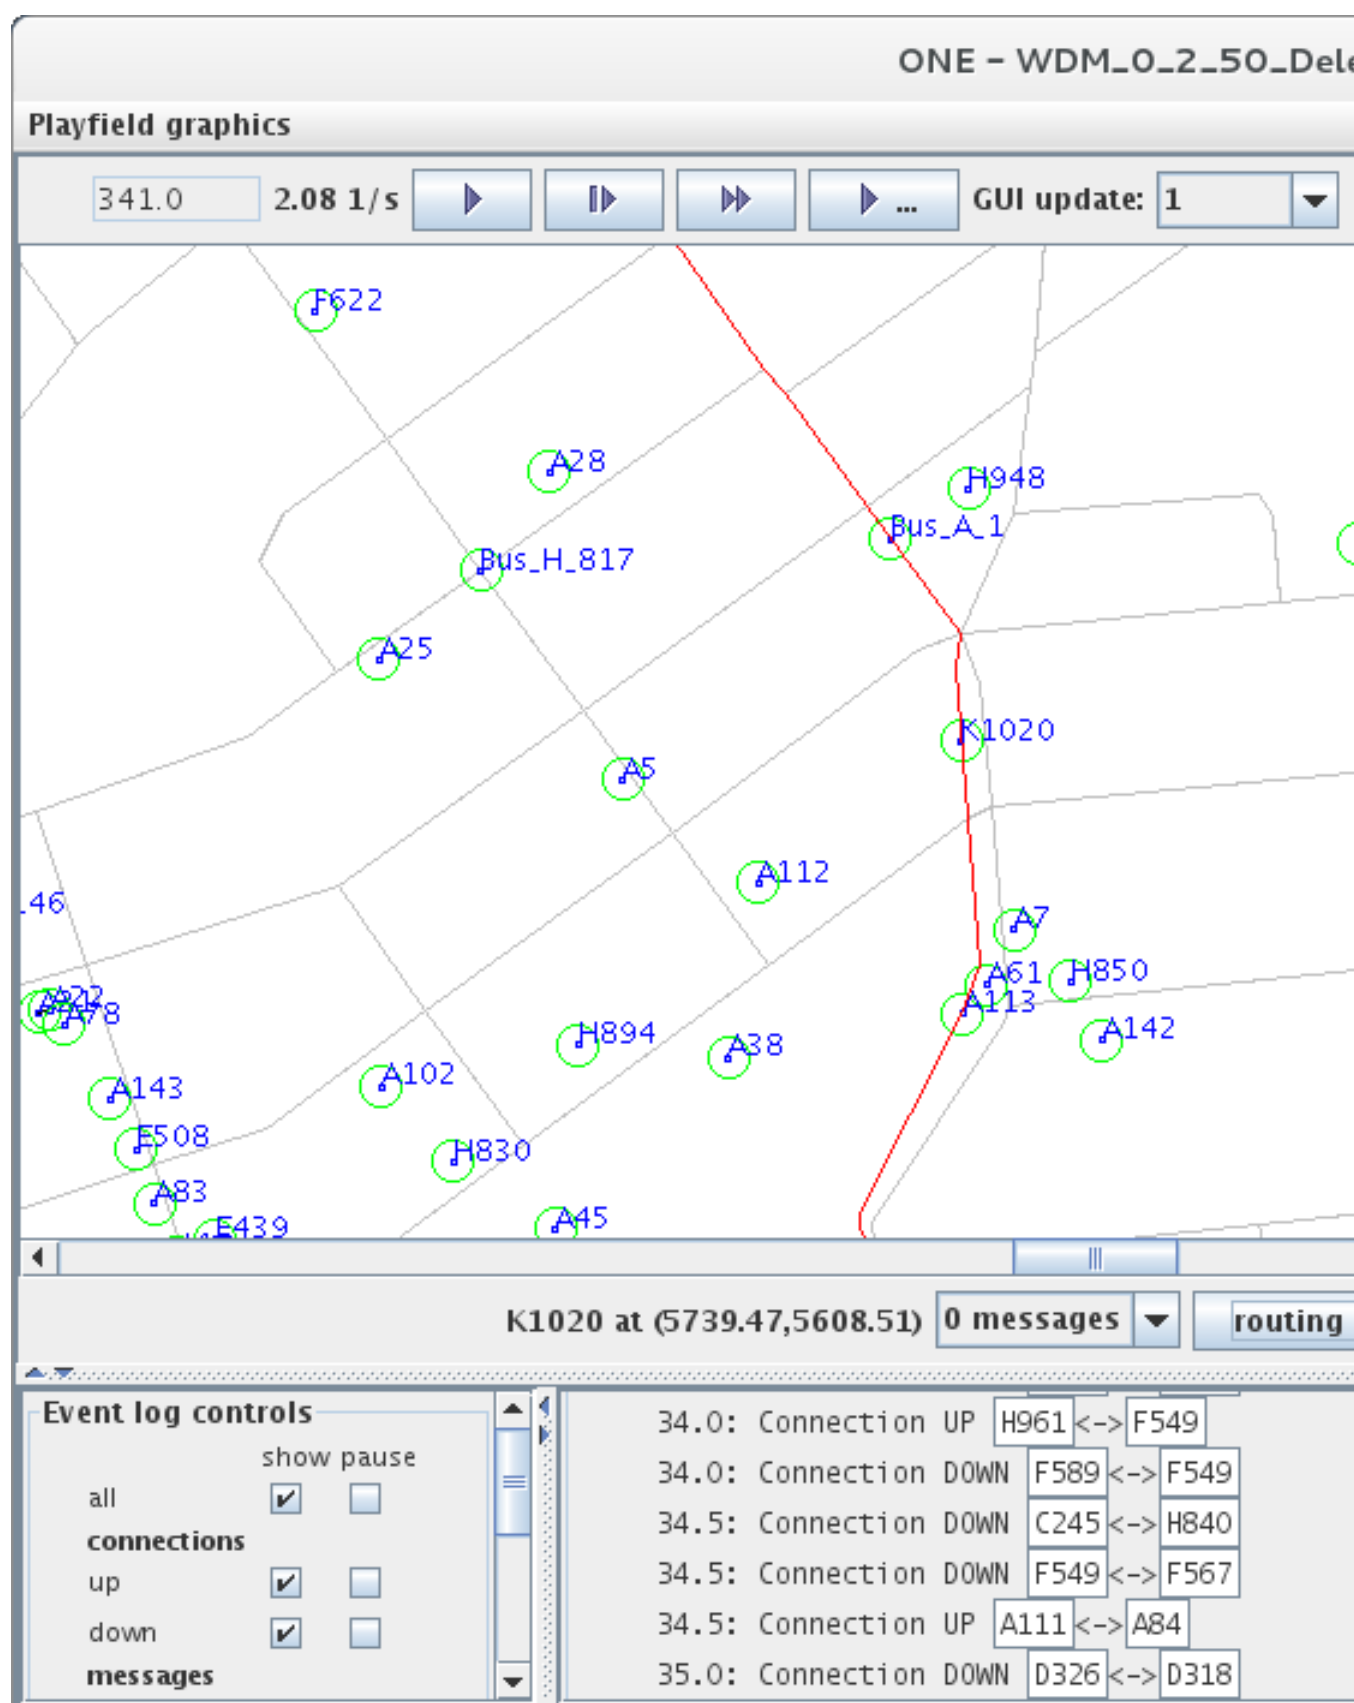 ONE - WDM_0_2_50_Dele
Playfield graphics
341.0 2.08 1/s ... GUI update: 1
F622
A28
H948
Bus_A_1
Bus_H_817
A25
K1020
A5
A112
46
A7
A61 H850
A22
A78
A113
A142
H894
A38
A102
A143
E508
H830
A83
A45
E439
K1020 at (5739.47,5608.51) 0 messages routing
Event log controls
show pause
all
connections
up
down
messages
34.0: Connection UP H961<->F549
34.0: Connection DOWN F589<->F549
34.5: Connection DOWN C245<->H840
34.5: Connection DOWN F549<->F567
34.5: Connection UP A111<->A84
35.0: Connection DOWN D326<->D318